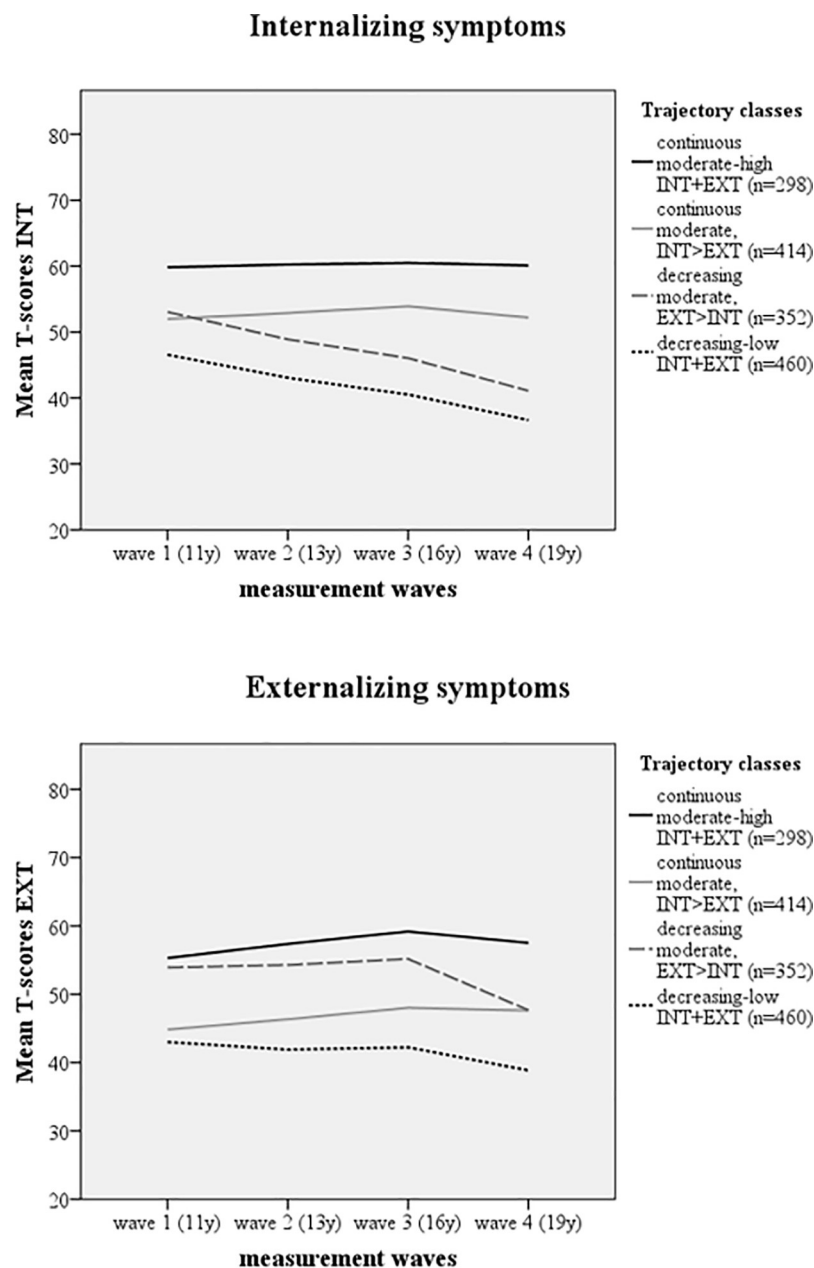 Internalizing symptoms
Mean T-scores INT
80
70
60
50
40
30
20
wave 1 (11y) wave 2 (13y) wave 3 (16y) wave 4 (19y)
measurement waves
Trajectory classes
continuous
moderate-high
INT+EXT (n=298)
continuous
moderate,
INT>EXT (n=414)
decreasing
moderate,
EXT>INT (n=352)
decreasing-low
INT+EXT (n=460)
Externalizing symptoms
Mean T-scores EXT
80
70
60
50
40
30
20
wave 1 (11y) wave 2 (13y) wave 3 (16y) wave 4 (19y)
measurement waves
Trajectory classes
continuous
moderate-high
INT+EXT (n=298)
continuous
moderate,
INT>EXT (n=414)
decreasing
moderate,
EXT>INT (n=352)
decreasing-low
INT+EXT (n=460)